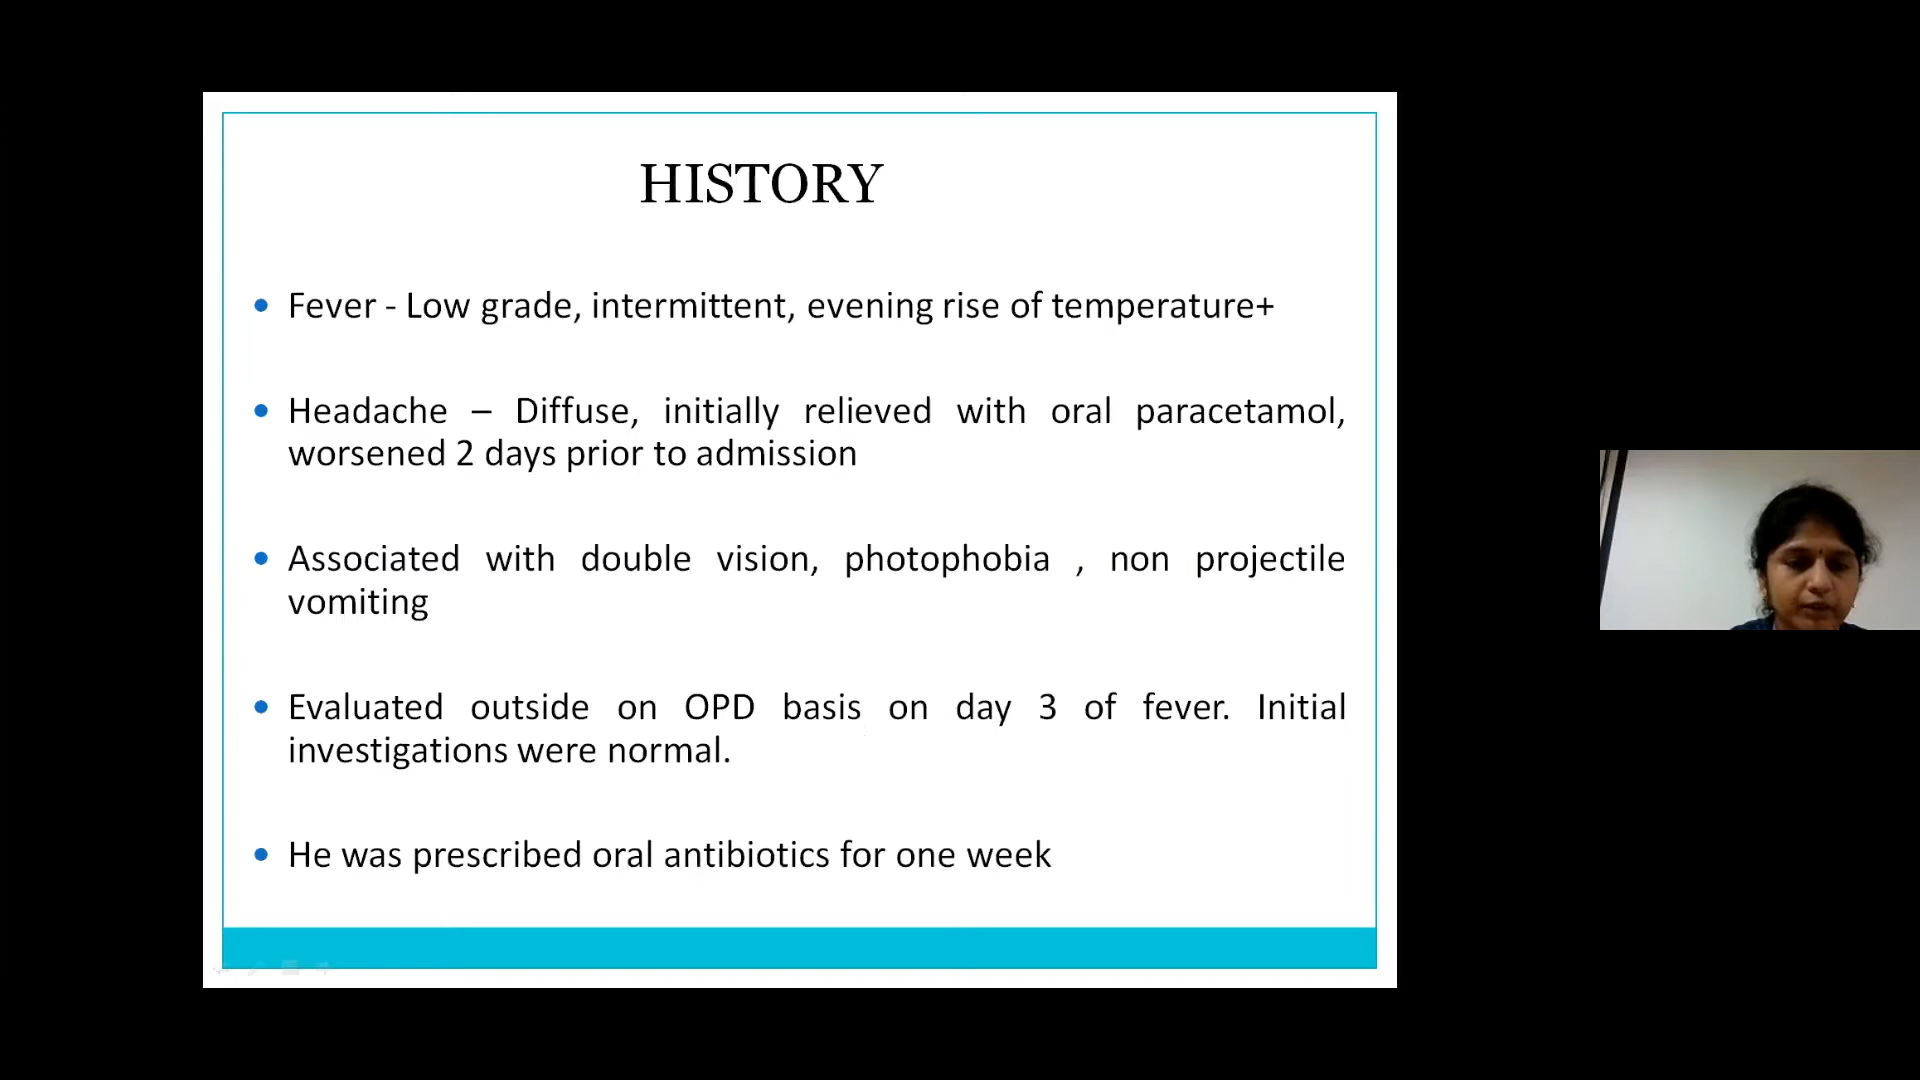 HISTORY
• Fever - Low grade, intermittent, evening rise of temperature+
• Headache – Diffuse, initially relieved with oral paracetamol,
worsened 2 days prior to admission
• Associated with double vision, photophobia , non projectile
vomiting
• Evaluated outside on OPD basis on day 3 of fever. Initial
investigations were normal.
• He was prescribed oral antibiotics for one week